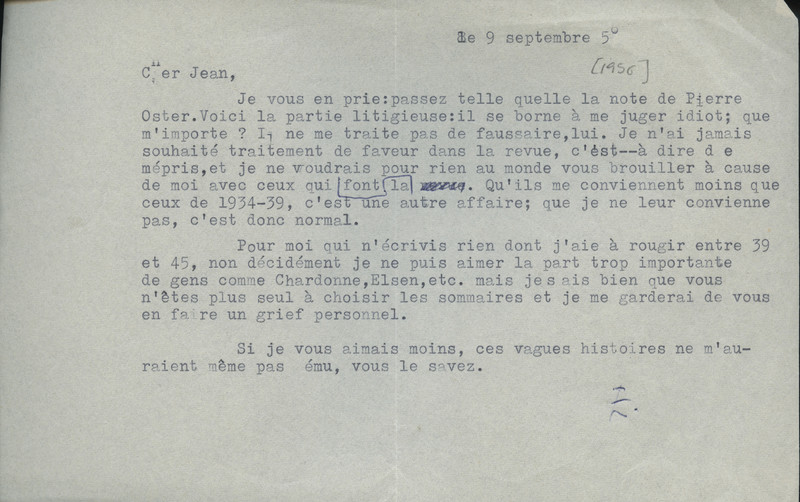 le 9 septembre 5
[1956]
Cher Jean,
Je vous en prie:passez telle quelle la note de Pierre
Oster.Voici la partie litigieuse:il se borne à me juger idiot; que
m'importe ? Il ne me traite pas de faussaire,lui. Je n'ai jamais
souhaité traitement de faveur dans la revue, c'ést--à dire d e
mépris,et je ne voudrais pour rien au monde vous brouiller à cause
de moi avec ceux qui font la . Qu'ils me conviennent moins que
ceux de 1934-39, c'est une autre affaire; que je ne leur convienne
pas, c'est donc normal.
Pour moi qui n'écrivis rien dont j'aie à rougir entre 39
et 45, non décidément je ne puis aimer la part trop importante
de gens comme Chardonne,Elsen,etc. mais je sais bien que vous
n'êtes plus seul à choisir les sommaires et je me garderai de vous
en faire un grief personnel.
Si je vous aimais moins, ces vagues histoires ne m'au-
raient même pas ému, vous le savez.